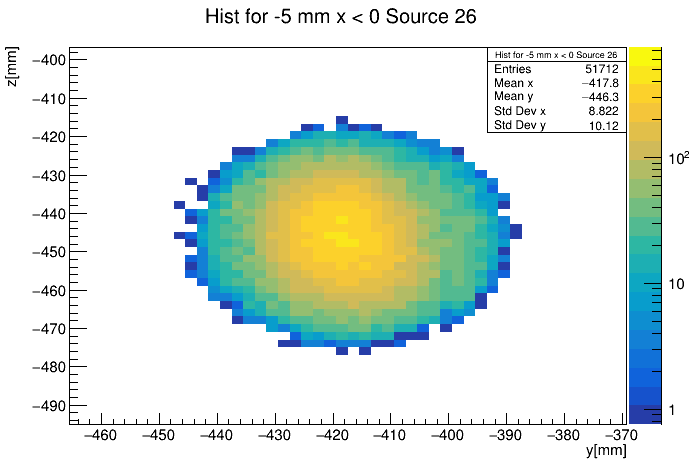 Hist for -5 mm x < 0 Source 26
z[mm]
Hist for -5 mm x < 0 Source 26
Entries 51712
Mean x −417.8
Mean y −446.3
Std Dev x 8.822
Std Dev y 10.12
−400
−410
−420
−430
−440
−450
−460
−470
−480
−490
10²
10
1
−460 −450 −440 −430 −420 −410 −400 −390 −380 −370
y[mm]